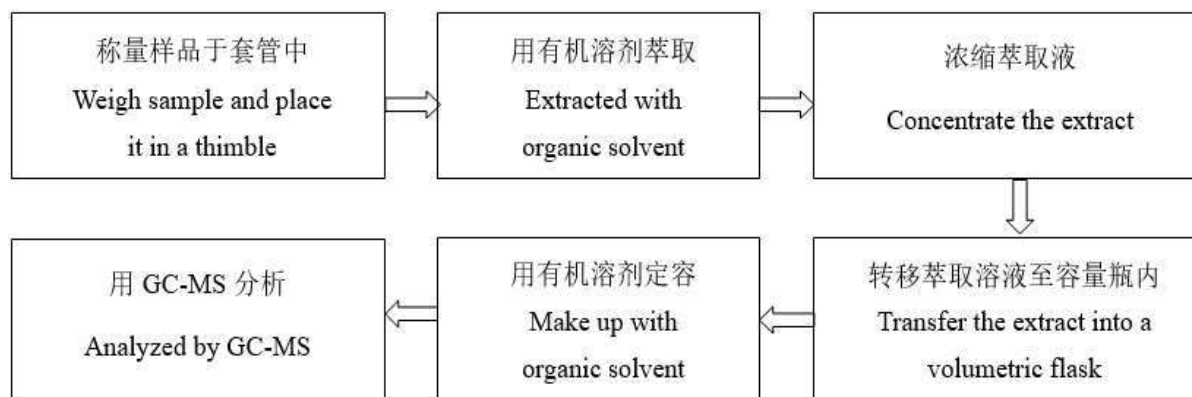 称量样品于套管中
Weigh sample and place
it in a thimble
用有机溶剂萃取
Extracted with
organic solvent
浓缩萃取液
Concentrate the extract
转移萃取溶液至容量瓶内
Transfer the extract into a
volumetric flask
用有机溶剂定容
Make up with
organic solvent
用 GC-MS 分析
Analyzed by GC-MS